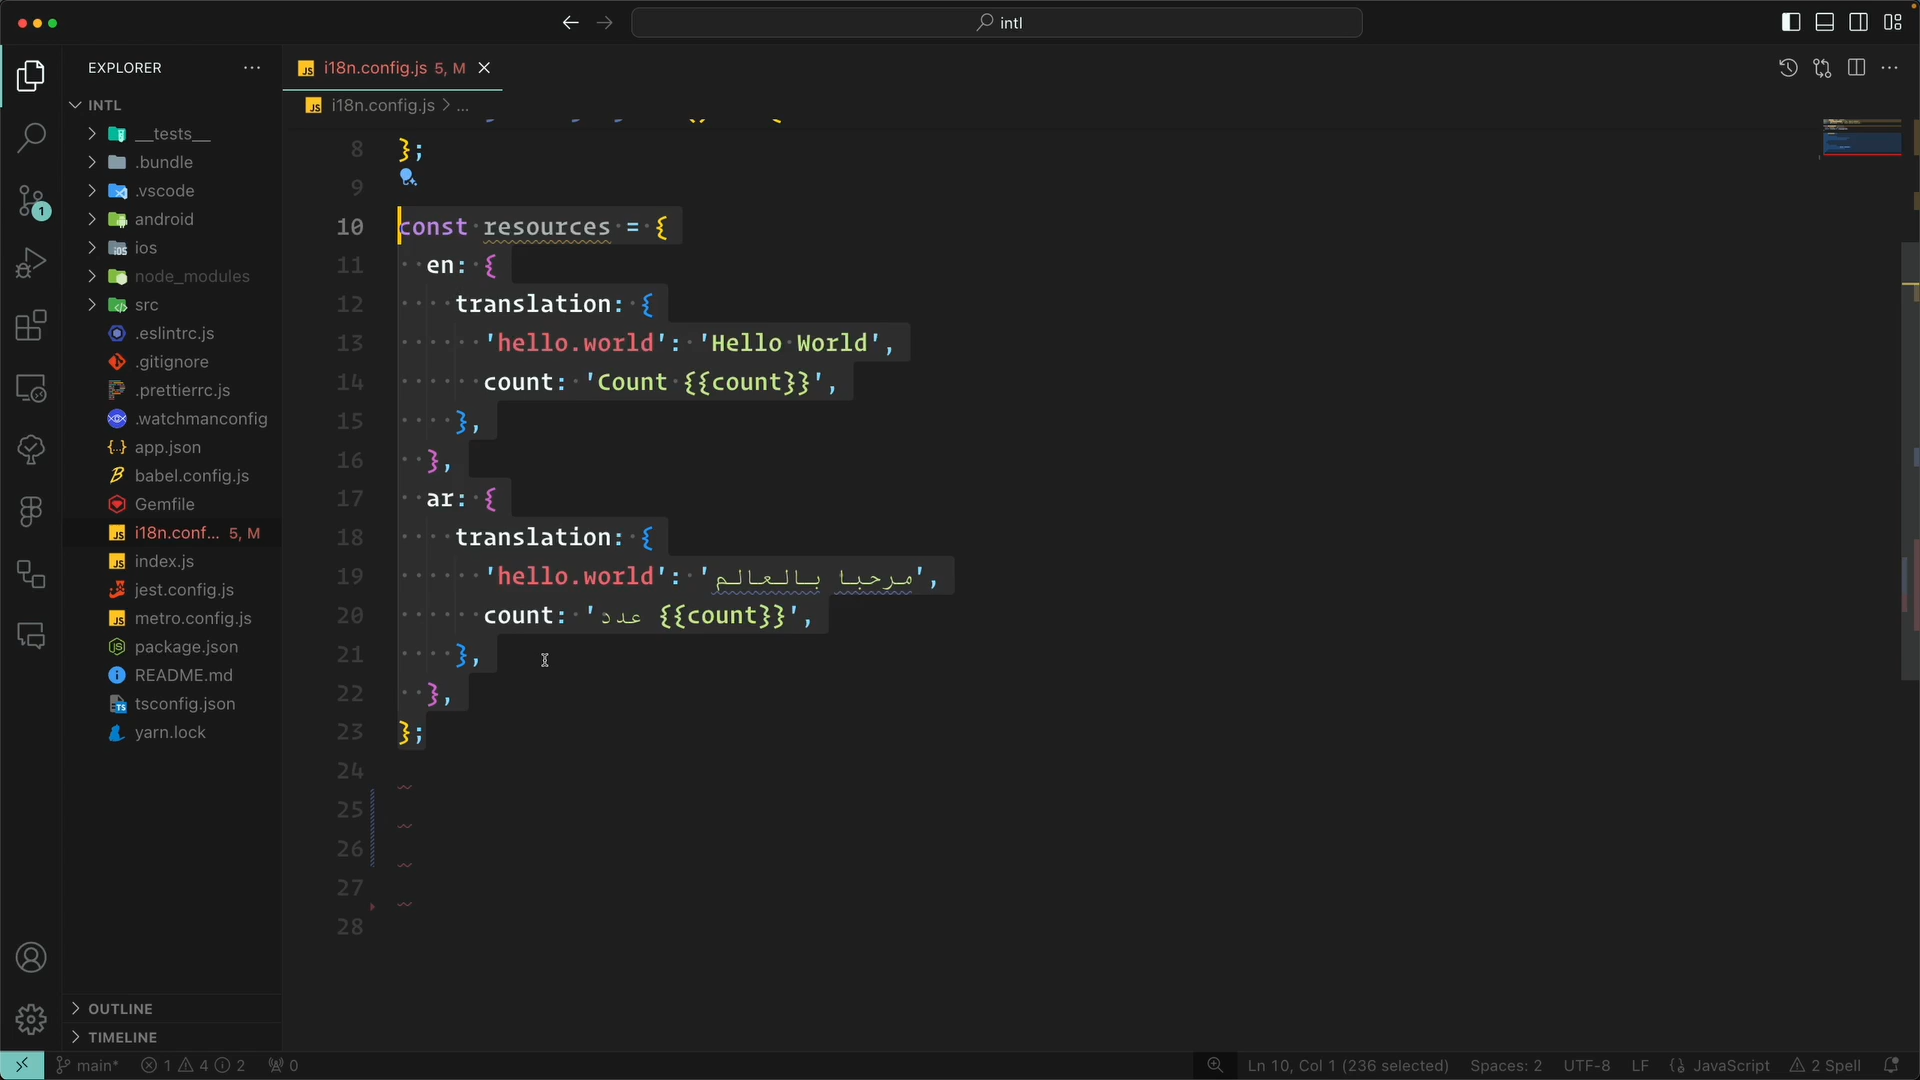 intl
EXPLORER
INTL
__tests__
.bundle
.vscode
android
ios
node_modules
src
.eslintrc.js
.gitignore
.prettierrc.js
.watchmanconfig
app.json
babel.config.js
Gemfile
i18n.conf... 5, M
index.js
jest.config.js
metro.config.js
package.json
README.md
tsconfig.json
yarn.lock
OUTLINE
TIMELINE
1
i18n.config.js 5, M
i18n.config.js > ...
8 };
9
10 const resources = {
11 en: {
12 translation: {
13 'hello.world': 'Hello World',
14 count: 'Count {{count}}',
15 },
16 },
17 ar: {
18 translation: {
19 'hello.world': 'مرحبا بالعالم',
20 count: 'عدد {{count}}',
21 },
22 },
23 };
24
25
26
27
28
main* 1 4 2 0
Ln 10, Col 1 (236 selected) Spaces: 2 UTF-8 LF {} JavaScript 2 Spell